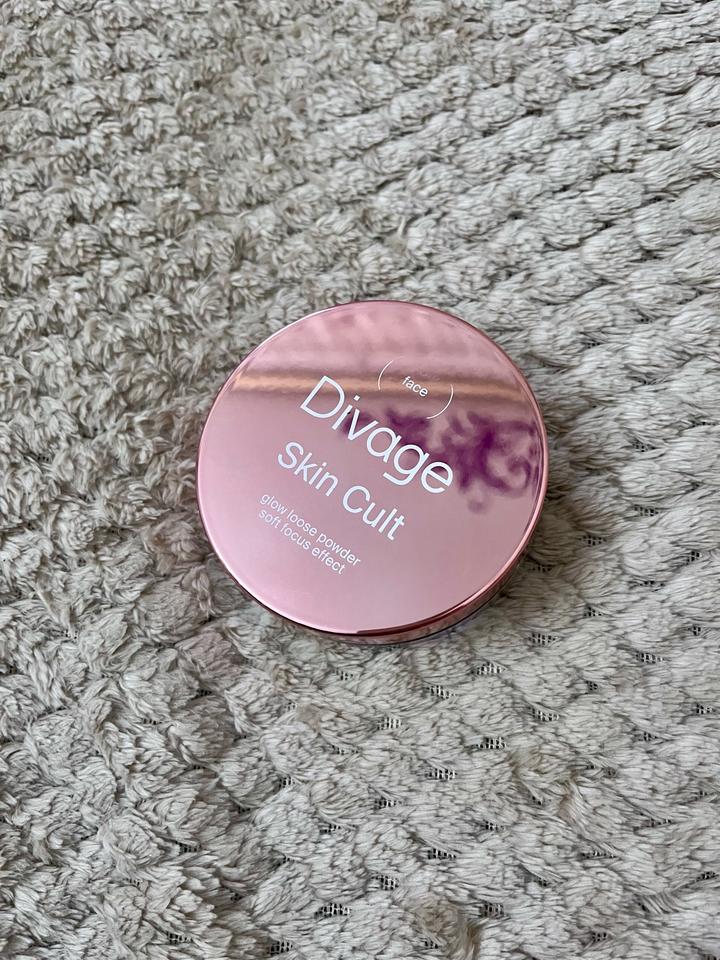 ( face )
Divage
Skin Cult
glow loose powder
soft focus effect